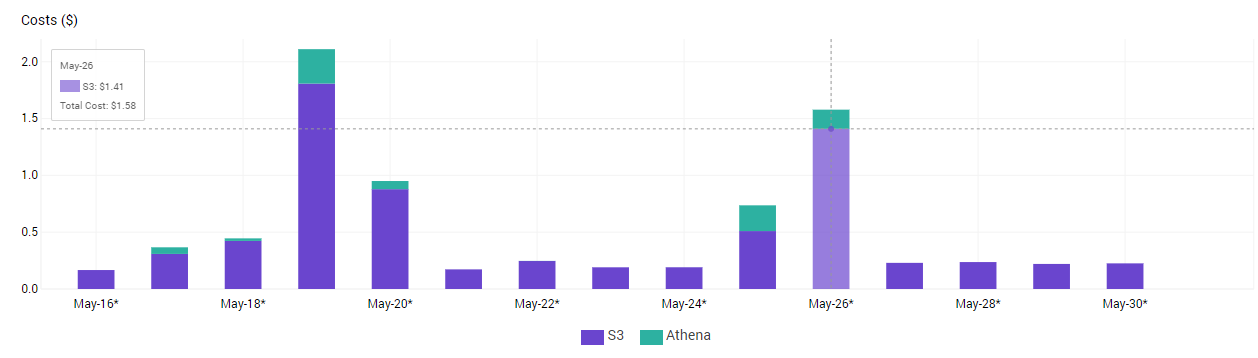 Costs ($)
2.0
May-26
S3: $1.41
Total Cost: $1.58
1.5
1.0
0.5
0.0
May-16* May-18* May-20* May-22* May-24* May-26* May-28* May-30*
S3 Athena